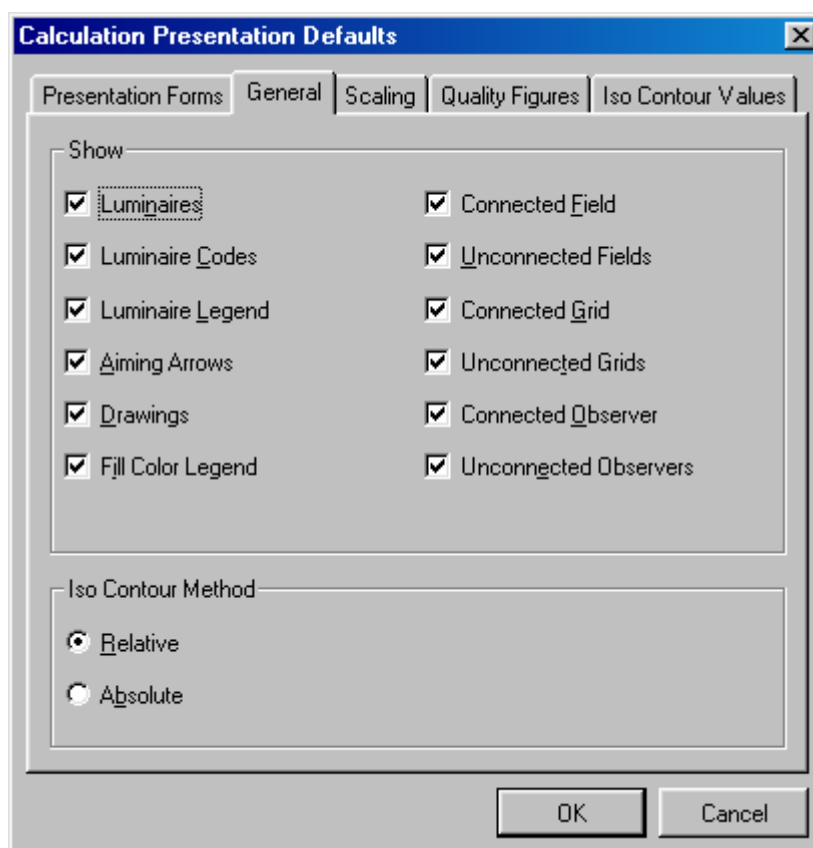 Calculation Presentation Defaults
Presentation Forms General Scaling Quality Figures Iso Contour Values
Show
Luminaires
Luminaire Codes
Luminaire Legend
Aiming Arrows
Drawings
Fill Color Legend
Connected Field
Unconnected Fields
Connected Grid
Unconnected Grids
Connected Observer
Unconnected Observers
Iso Contour Method
Relative
Absolute
OK Cancel